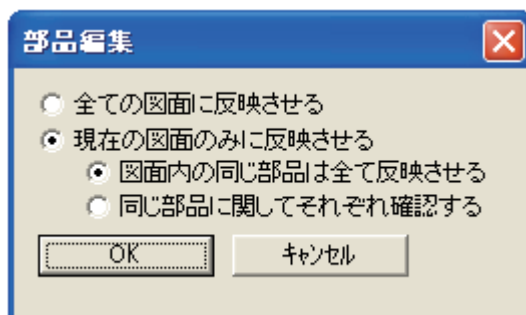 部品編集
全ての図面に反映させる
現在の図面のみに反映させる
図面内の同じ部品は全て反映させる
同じ部品に関してそれぞれ確認する
OK ｷｬﾝｾﾙ